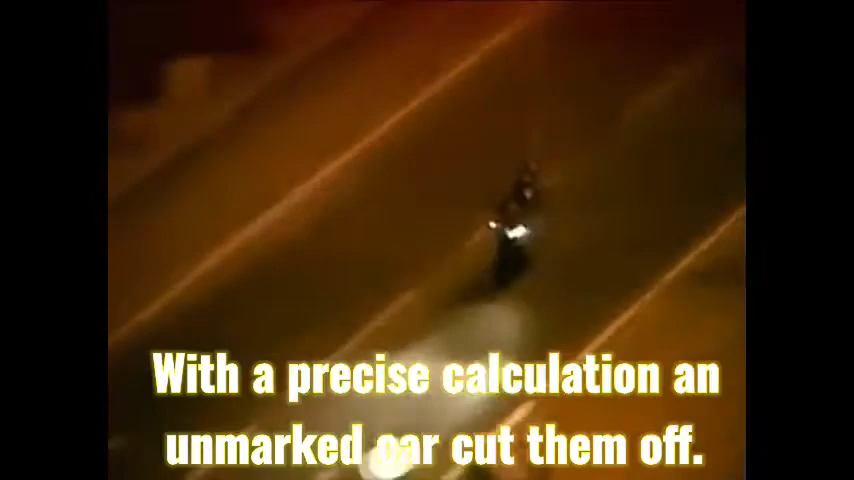 With a precise calculation an
unmarked car cut them off.